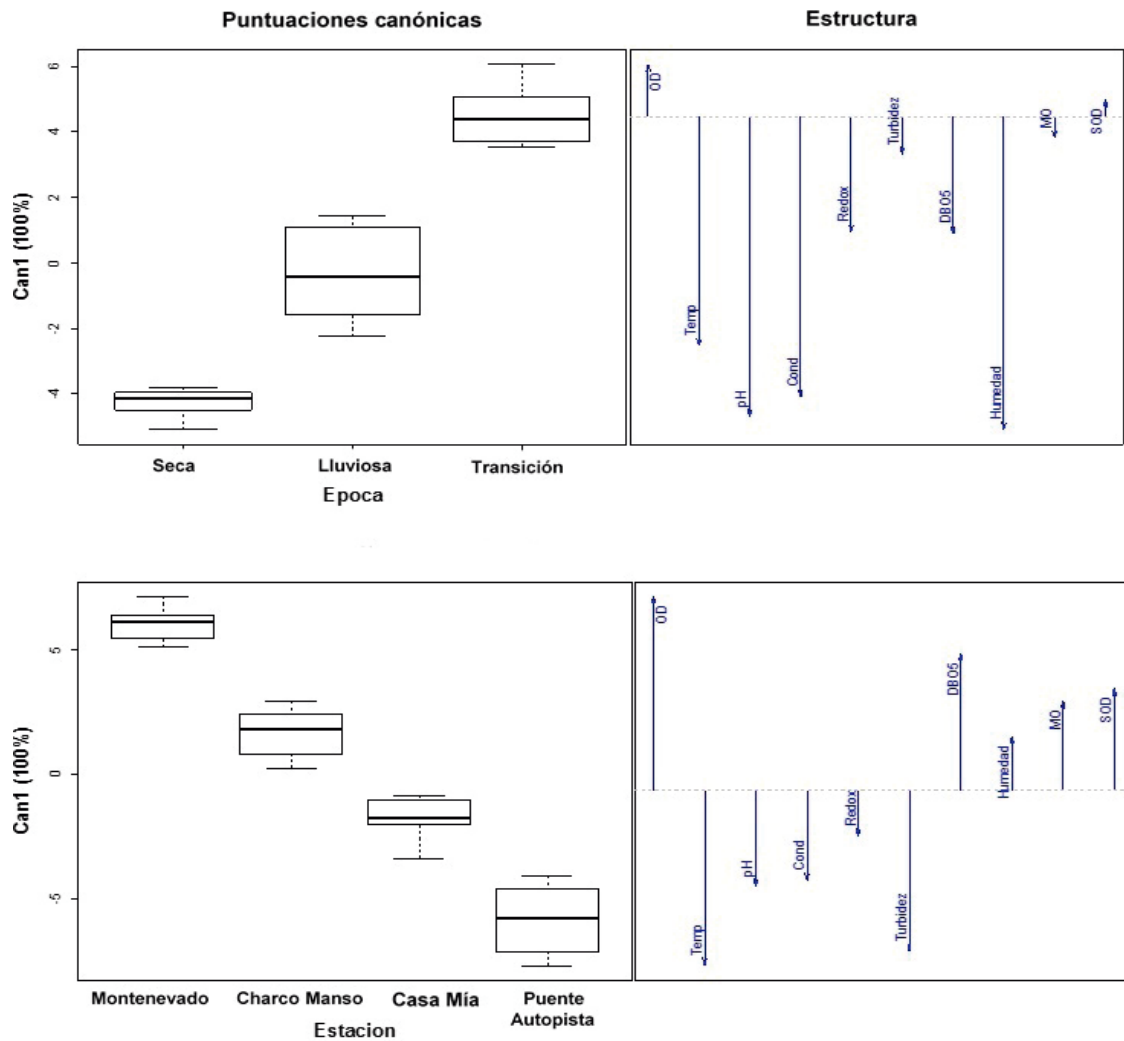 Puntuaciones canónicas
Estructura
Can1 (100%)
6
4
2
0
-2
-4
Seca
Lluviosa
Transición
Epoca
OD
Temp
pH
Cond
Redox
Turbidez
DBO5
Humedad
MO
SOD
Can1 (100%)
5
0
-5
Montenevado
Charco Manso
Casa Mía
Puente
Autopista
Estacion
OD
Temp
pH
Cond
Redox
Turbidez
DBO5
Humedad
MO
SOD